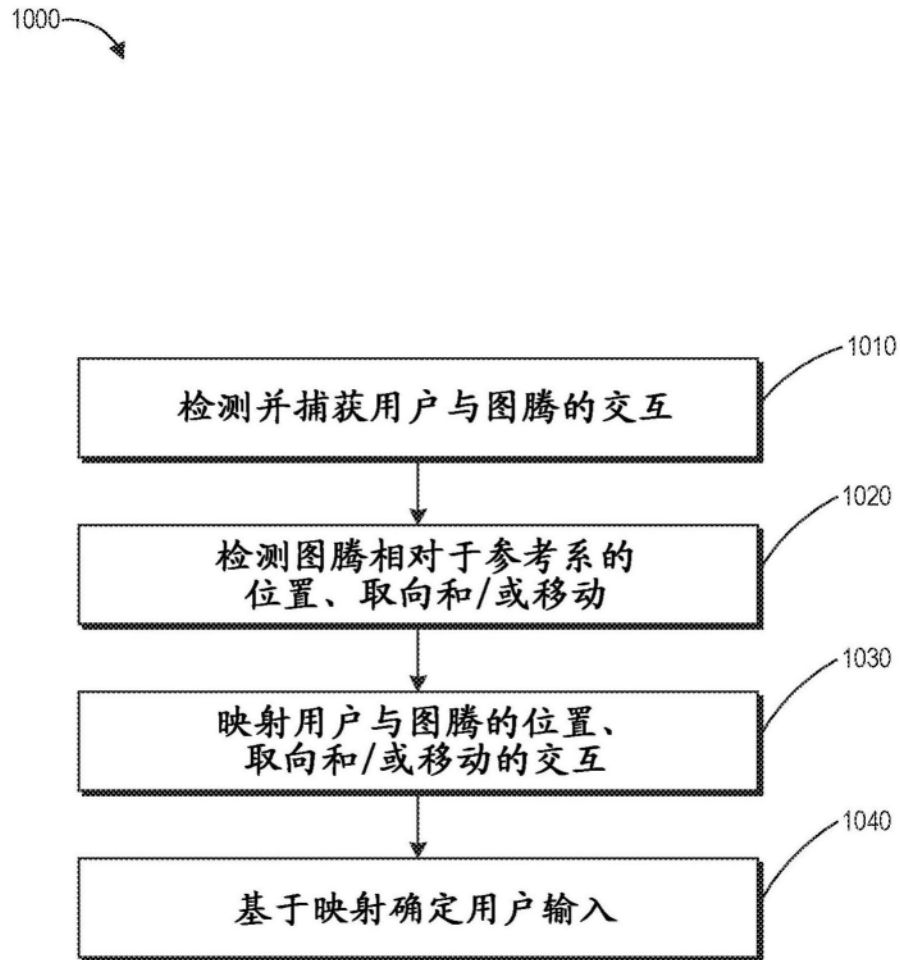 1000
1010
检测并捕获用户与图腾的交互
1020
检测图腾相对于参考系的
位置、取向和/或移动
1030
映射用户与图腾的位置、
取向和/或移动的交互
1040
基于映射确定用户输入